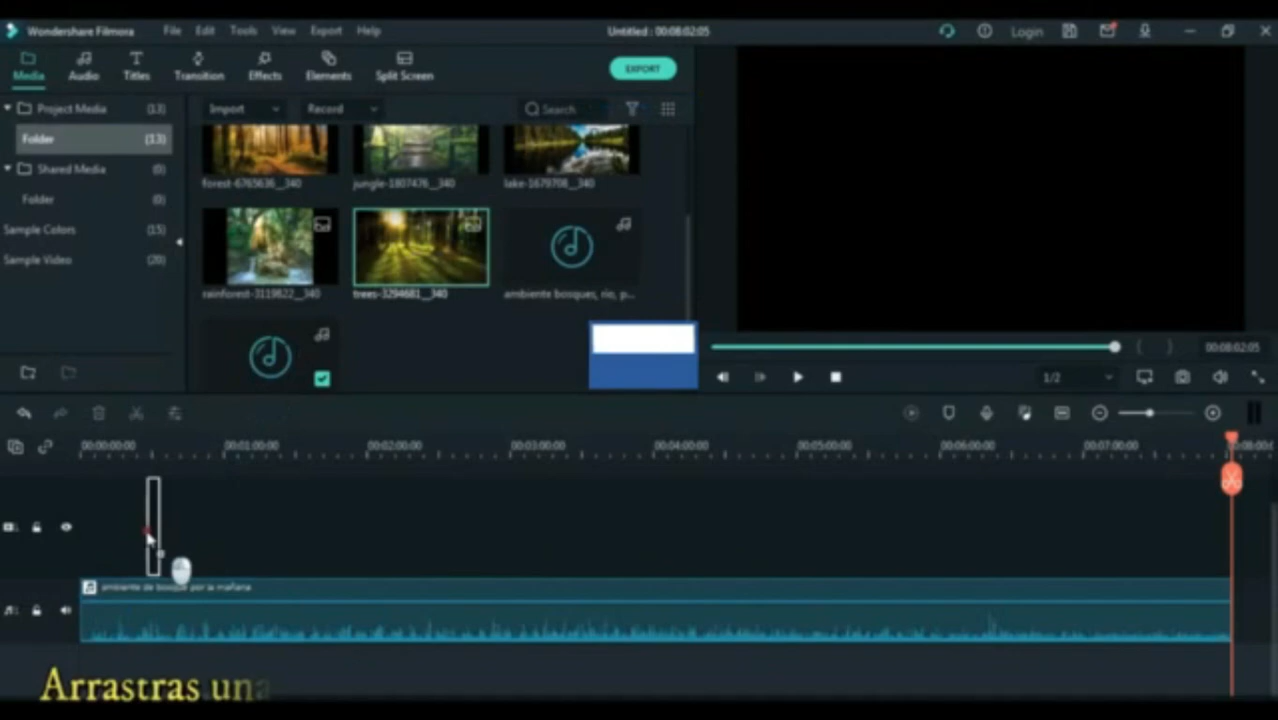 Wondershare Filmora File Edit Tools View Export Help Untitled : 00:08:02:05 Login
Media Audio Titles Transition Effects Elements Split Screen EXPORT
Project Media (13) Import Record Search
Folder (13)
forest-6765636__340 jungle-1807476__340 lake-1679708__340
Shared Media (0)
Folder (0)
Sample Colors (15)
Sample Video (20)
rainforest-3119822__340 trees-3294681__340 ambiente bosques, rio, p...
00:08:02:05
1/2
00:00:00:00 00:01:00:00 00:02:00:00 00:03:00:00 00:04:00:00 00:05:00:00 00:06:00:00 00:07:00:00
ambiente de bosque por la mañana
Arrastras una